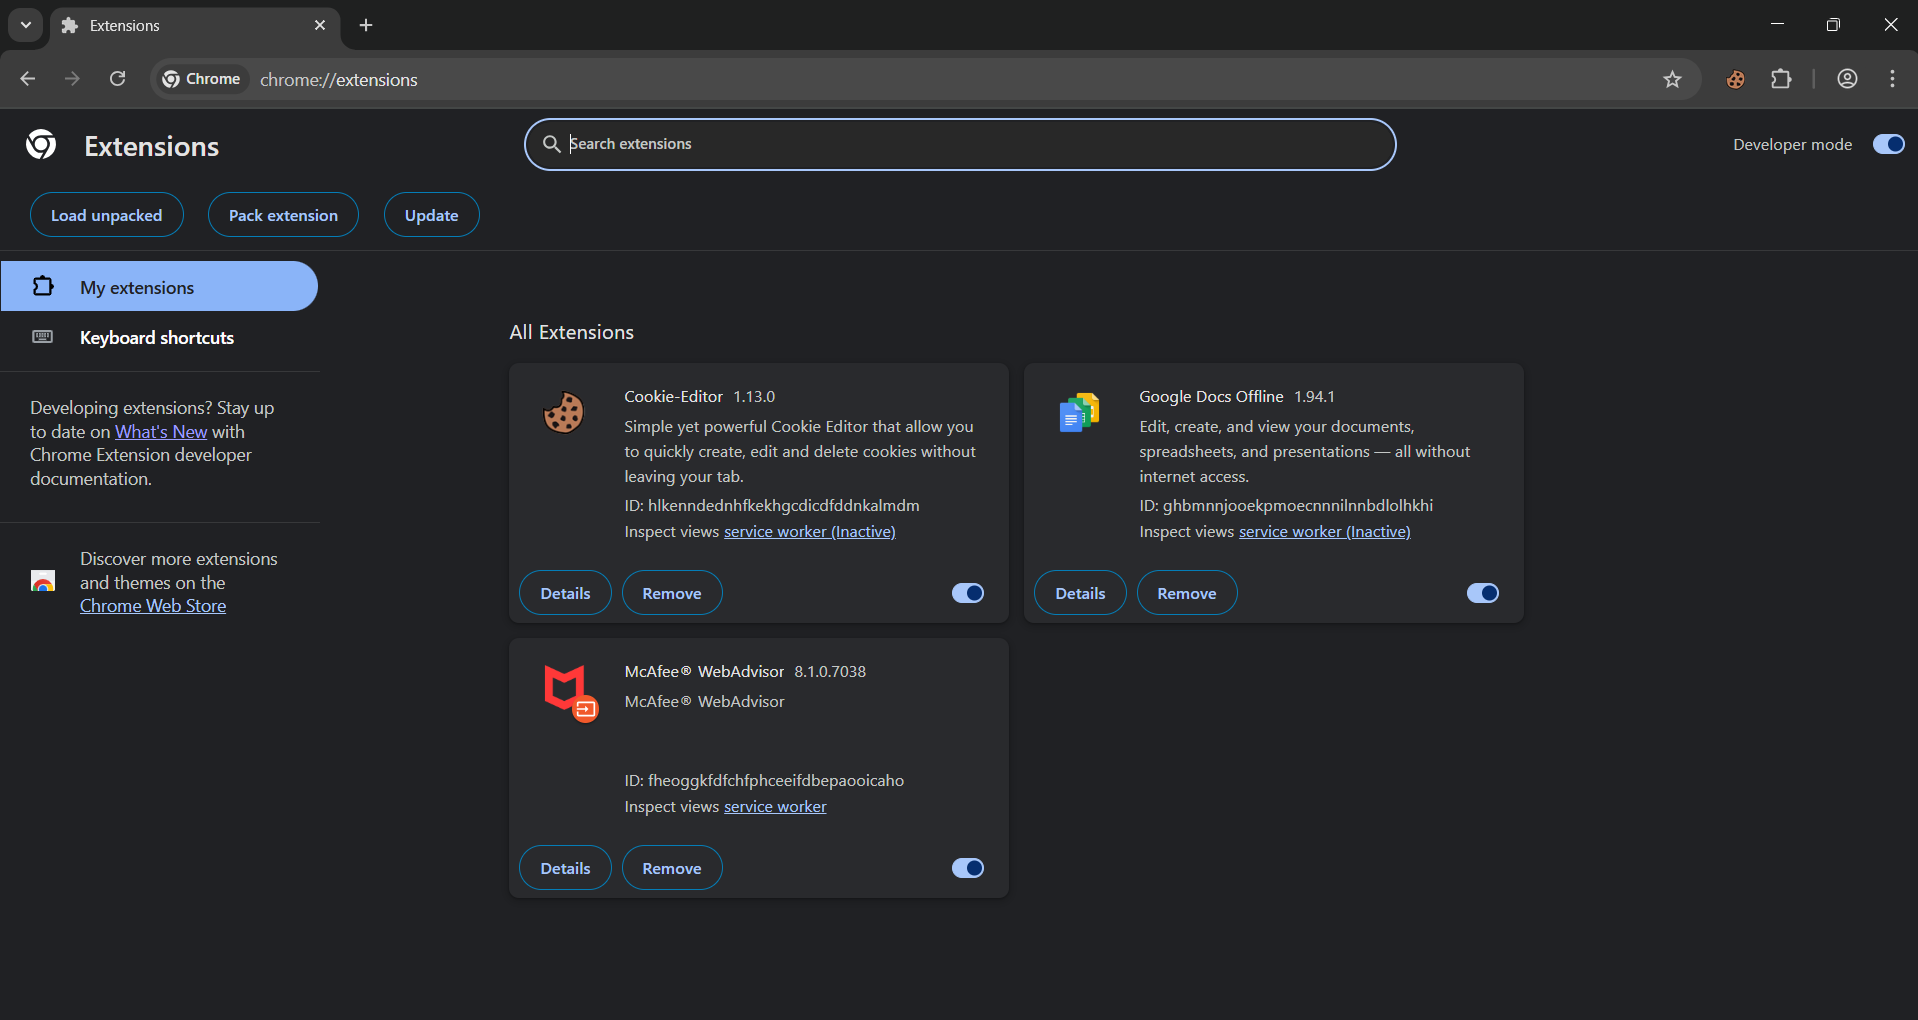 Extensions
Chrome
chrome://extensions
Extensions
Search extensions
Developer mode
Load unpacked
Pack extension
Update
My extensions
Keyboard shortcuts
Developing extensions? Stay up
to date on What's New with
Chrome Extension developer
documentation.
Discover more extensions
and themes on the
Chrome Web Store
All Extensions
Cookie-Editor 1.13.0
Simple yet powerful Cookie Editor that allow you
to quickly create, edit and delete cookies without
leaving your tab.
ID: hlkenndednhfkekhgcdicdfddnkalmdm
Inspect views service worker (Inactive)
Details
Remove
Google Docs Offline 1.94.1
Edit, create, and view your documents,
spreadsheets, and presentations — all without
internet access.
ID: ghbmnnjooekpmoecnnnilnnbdlolhkhi
Inspect views service worker (Inactive)
Details
Remove
McAfee® WebAdvisor 8.1.0.7038
McAfee® WebAdvisor
ID: fheoggkfdfchfphceeifdbepaooicaho
Inspect views service worker
Details
Remove